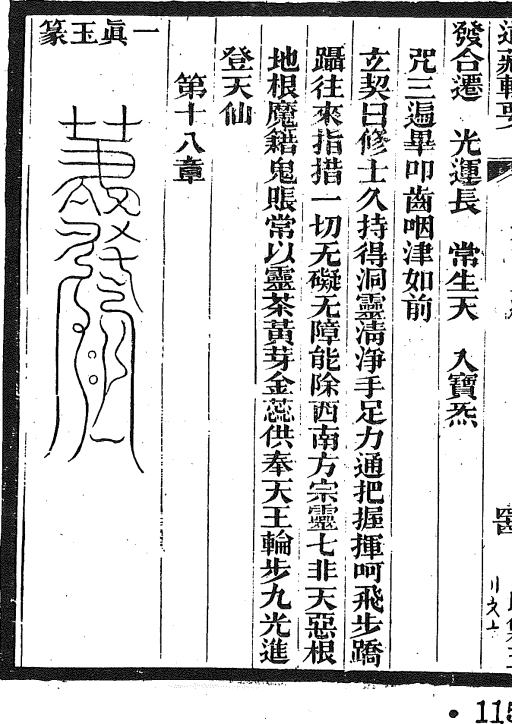 道藏輯要
發合遷　光運長　常生天　入寶炁
咒三遍畢叩齒咽津如前
玄契曰修士久持得洞靈清淨手足力通把握揮呵飛步蹻
躡往來指措一切无礙无障能除西南方宗靈七非天惡根
地根魔籍鬼賬常以靈茶黃芽金蕊供奉天王輪步九光進
登天仙
第十八章
一眞玉篆
• 115